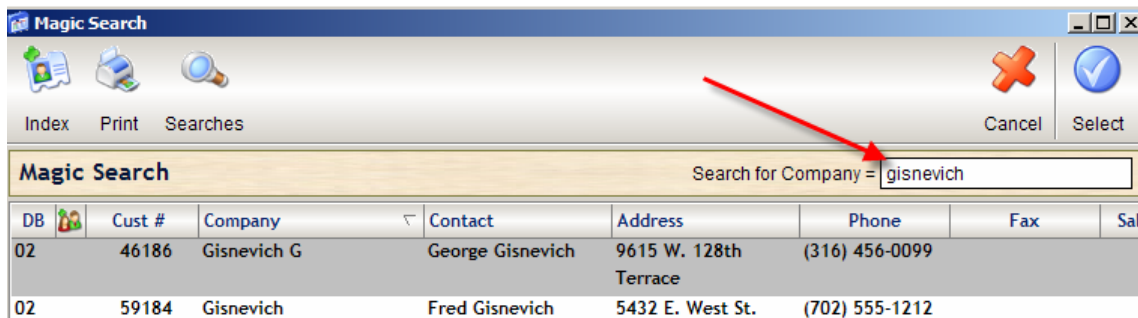 Magic Search
Index Print Searches Cancel Select
Magic Search Search for Company = gisnevich
DB Cust # Company Contact Address Phone Fax Sal
02 46186 Gisnevich G George Gisnevich 9615 W. 128th (316) 456-0099
Terrace
02 59184 Gisnevich Fred Gisnevich 5432 E. West St. (702) 555-1212